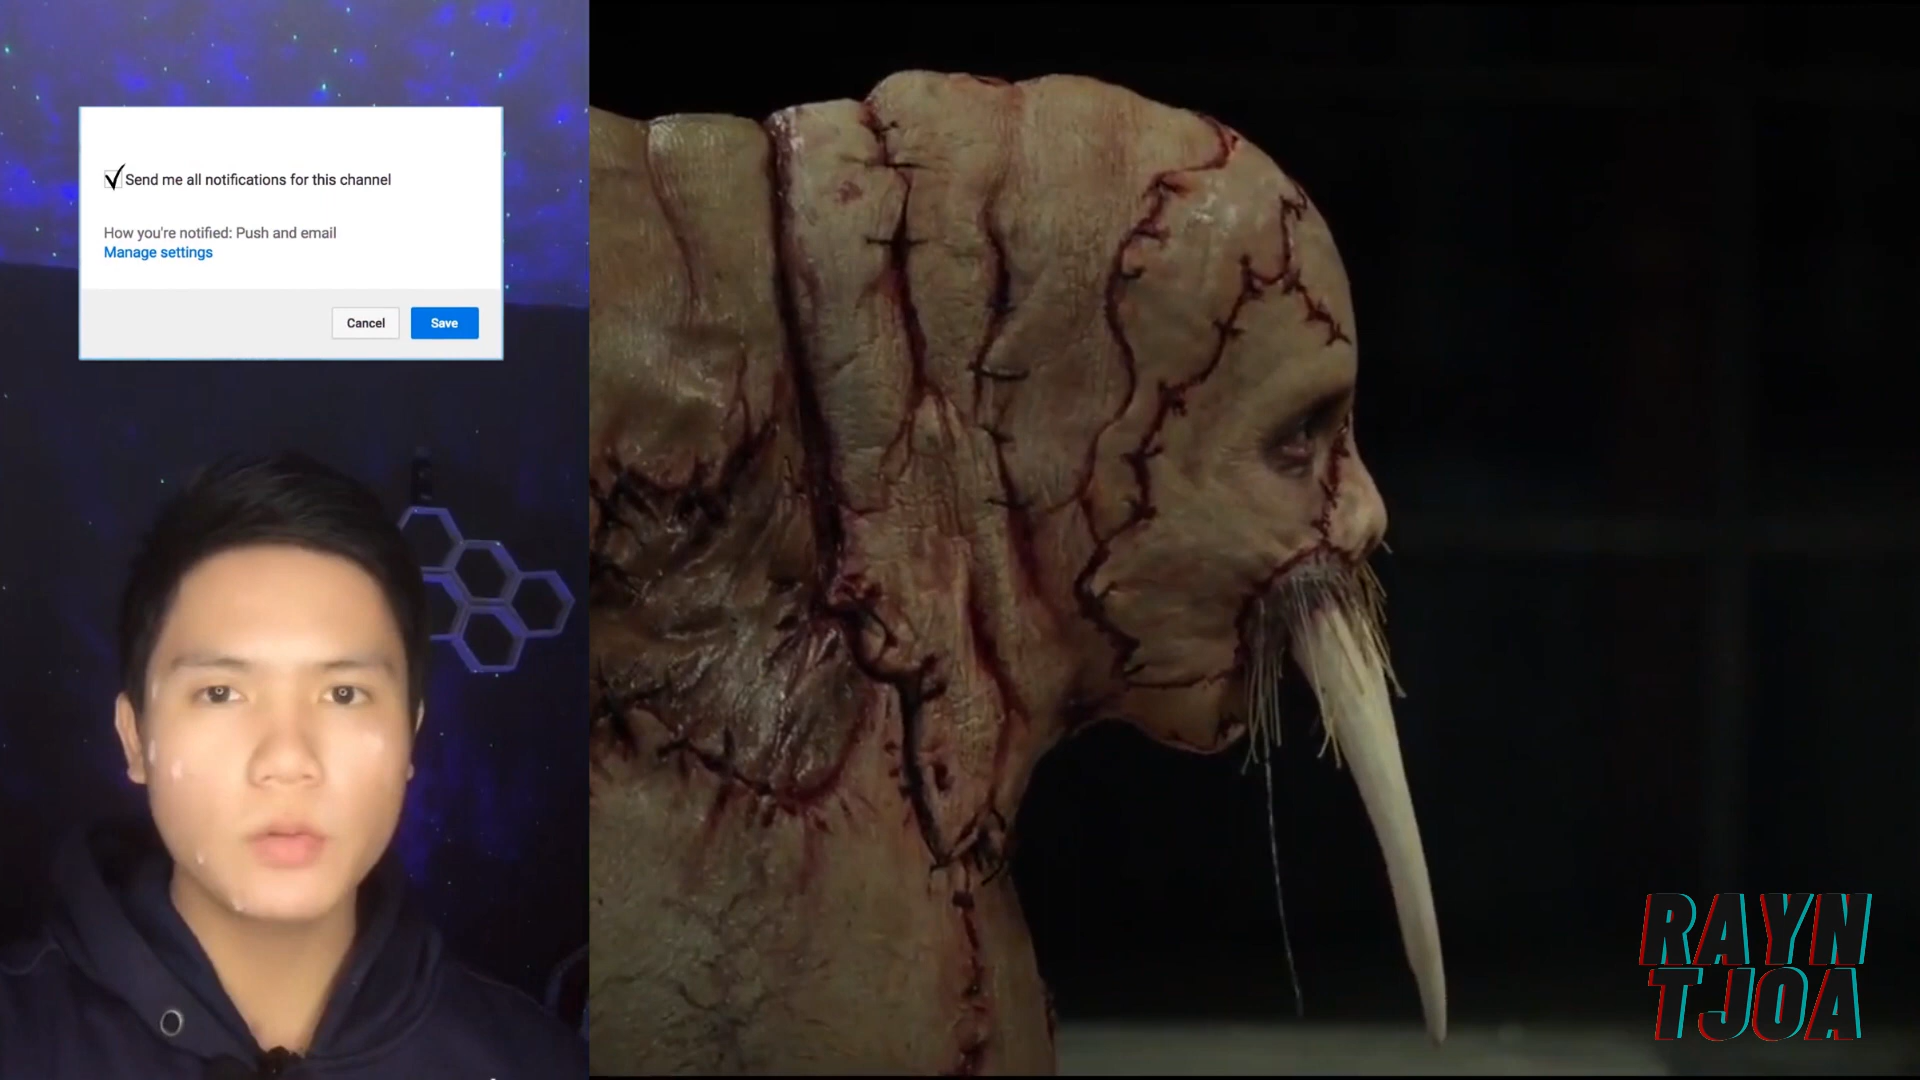 Send me all notifications for this channel
How you're notified: Push and email
Manage settings
Cancel
Save
RAYN
TJOA